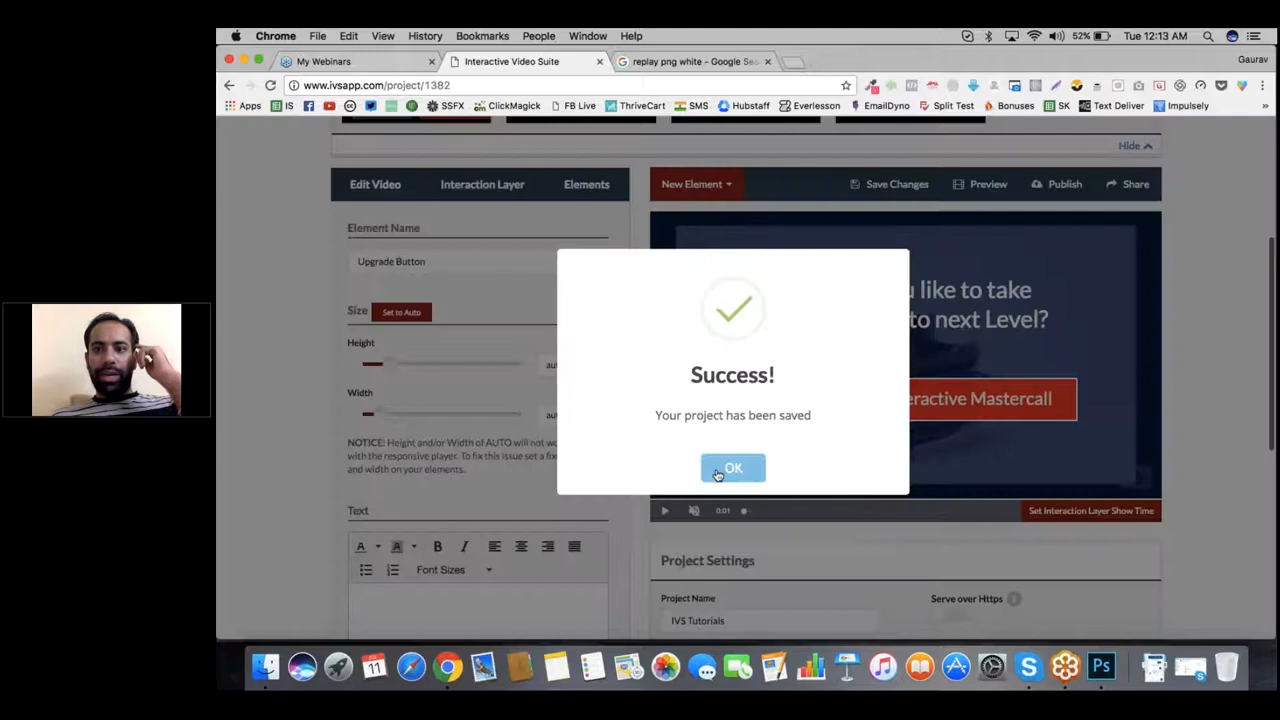 Chrome File Edit View History Bookmarks People Window Help 52% Tue 12:13 AM
My Webinars Interactive Video Suite replay png white - Google Se Gaurav
www.ivsapp.com/project/1382
Apps IS SSFX ClickMagick FB Live ThriveCart SMS Hubstaff Everlesson EmailDyno Split Test Bonuses SK Text Deliver Impulsely »
Hide
Edit Video Interaction Layer Elements
New Element Save Changes Preview Publish Share
Element Name
Upgrade Button
Size Set to Auto
Height
au
Width
au
NOTICE: Height and/or Width of AUTO will not wo
with the responsive player. To fix this issue set a fix
and width on your elements.
Text
A A B I
Font Sizes
Success!
Your project has been saved
OK
u like to take
to next Level?
eractive Mastercall
0:01 Set Interaction Layer Show Time
Project Settings
Project Name Serve over Https
IVS Tutorials
11
Ps